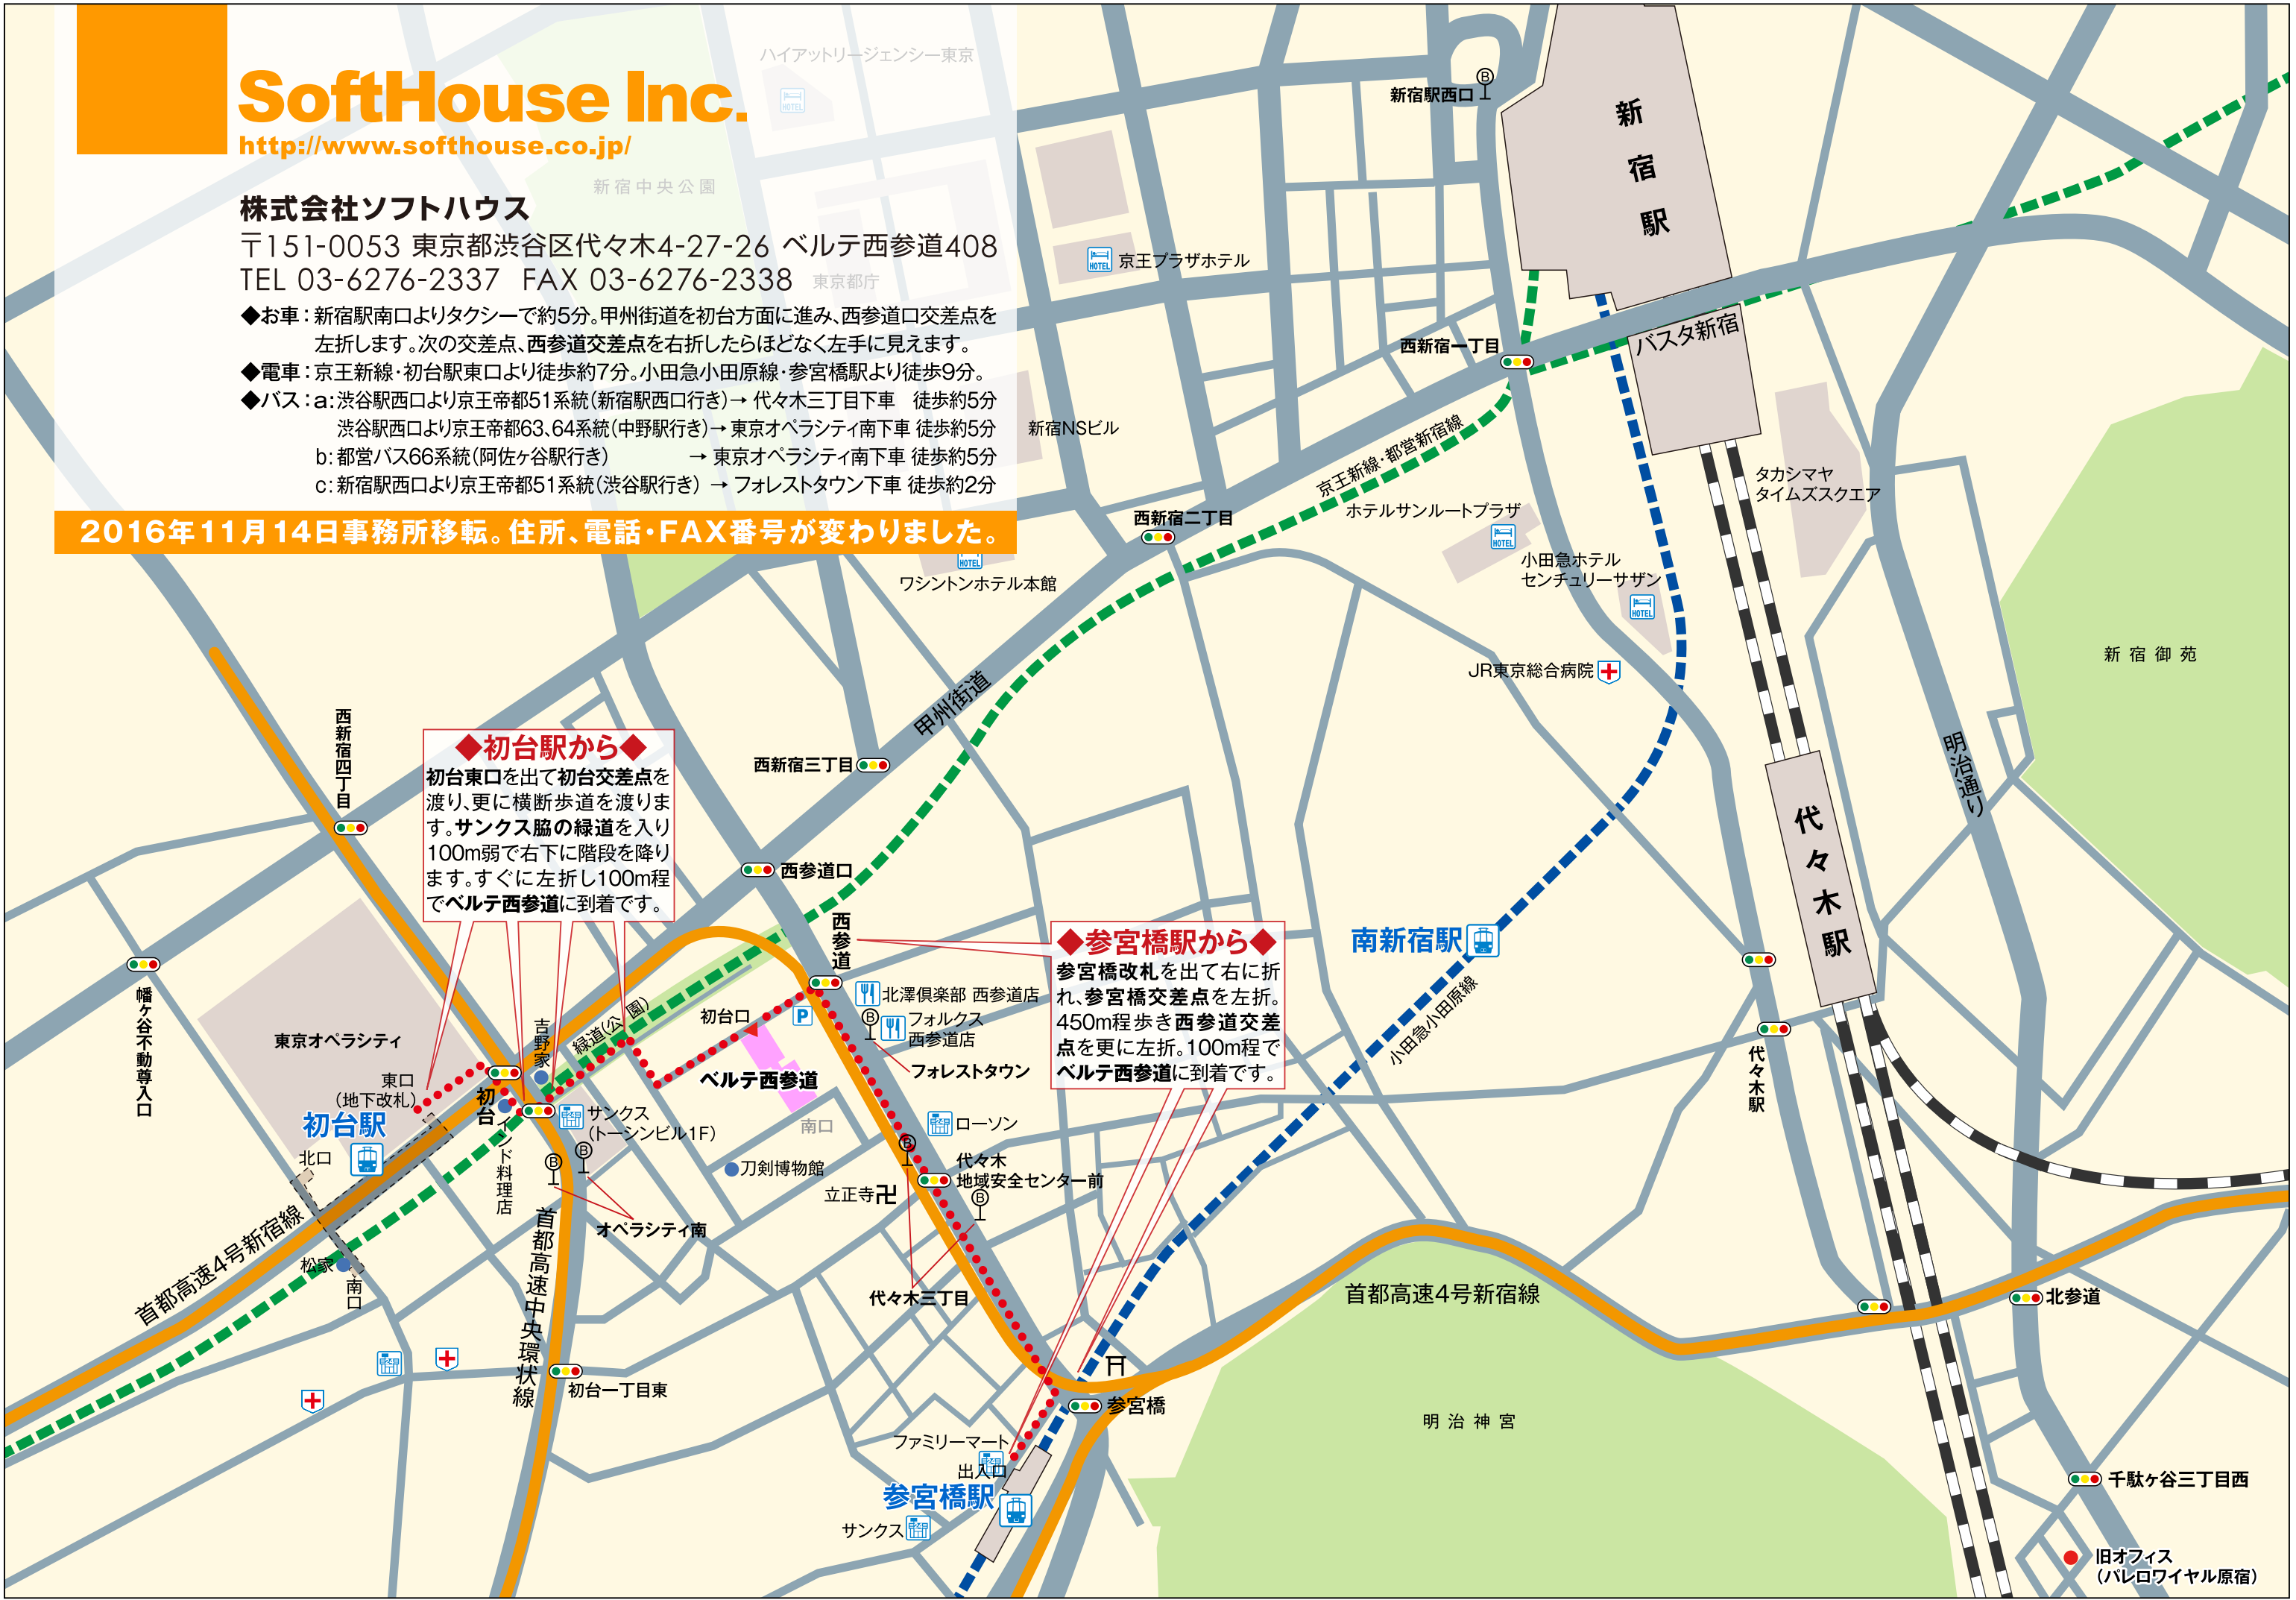 SoftHouse Inc.
http://www.softhouse.co.jp/
株式会社ソフトハウス
〒151-0053 東京都渋谷区代々木4-27-26 ベルテ西参道408
TEL 03-6276-2337 FAX 03-6276-2338
◆お車：新宿駅南口よりタクシーで約5分。甲州街道を初台方面に進み、西参道口交差点を
左折します。次の交差点、西参道交差点を右折したらほどなく左手に見えます。
◆電車：京王新線・初台駅東口より徒歩約7分。小田急小田原線・参宮橋駅より徒歩9分。
◆バス：a:渋谷駅西口より京王帝都51系統(新宿駅西口行き)→ 代々木三丁目下車 徒歩約5分
渋谷駅西口より京王帝都63、64系統(中野駅行き)→ 東京オペラシティ南下車 徒歩約5分
b:都営バス66系統(阿佐ヶ谷駅行き) → 東京オペラシティ南下車 徒歩約5分
c:新宿駅西口より京王帝都51系統(渋谷駅行き) → フォレストタウン下車 徒歩約2分
2016年11月14日事務所移転。住所、電話・FAX番号が変わりました。
ハイアットリージェンシー東京
HOTEL
新宿中央公園
東京都庁
新宿駅西口
B
新宿駅
HOTEL
京王プラザホテル
西新宿一丁目
バスタ新宿
新宿NSビル
京王新線・都営新宿線
タカシマヤ
タイムズスクエア
西新宿二丁目
ホテルサンルートプラザ
HOTEL
HOTEL
ワシントンホテル本館
小田急ホテル
センチュリーサザン
HOTEL
JR東京総合病院
新宿御苑
甲州街道
西新宿四丁目
西新宿三丁目
明治通り
◆初台駅から◆
初台東口を出て初台交差点を
渡り、更に横断歩道を渡りま
す。サンクス脇の緑道を入り
100m弱で右下に階段を降り
ます。すぐに左折し100m程
でベルテ西参道に到着です。
西参道口
代々木駅
西参道
◆参宮橋駅から◆
参宮橋改札を出て右に折
れ、参宮橋交差点を左折。
450m程歩き西参道交差
点を更に左折。100m程で
ベルテ西参道に到着です。
南新宿駅
小田急小田原線
幡ヶ谷不動尊入口
東京オペラシティ
吉野家
緑道(公園)
初台口
P
北澤倶楽部 西参道店
B
フォルクス
西参道店
フォレストタウン
ベルテ西参道
東口
(地下改札)
初台駅
初台
サンクス
(トーシンビル1F)
B
B
インド料理店
南口
ローソン
B
代々木
地域安全センター前
B
代々木駅
北口
刀剣博物館
立正寺卍
オペラシティ南
首都高速4号新宿線
松家
南口
首都高速中央環状線
代々木三丁目
首都高速4号新宿線
北参道
初台一丁目東
参宮橋
明治神宮
ファミリーマート
出入口
参宮橋駅
サンクス
千駄ヶ谷三丁目西
旧オフィス
(パレロワイヤル原宿)